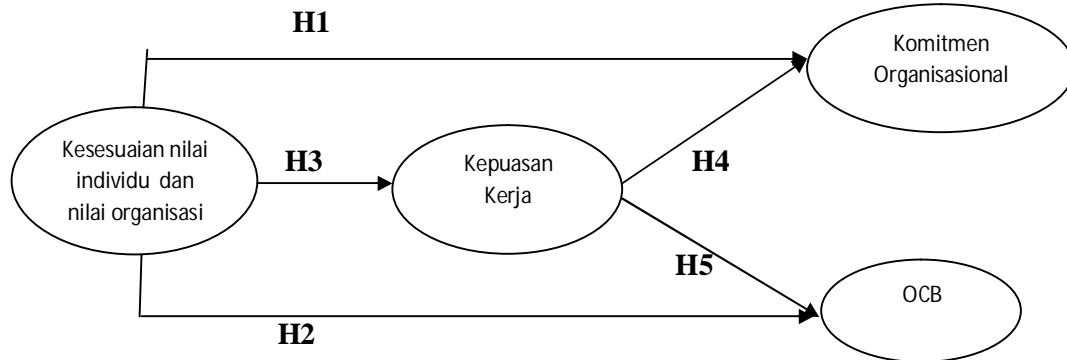 H1
Komitmen
Organisasional
Kesesuaian nilai
individu dan
nilai organisasi
H3
Kepuasan
Kerja
H4
H5
OCB
H2